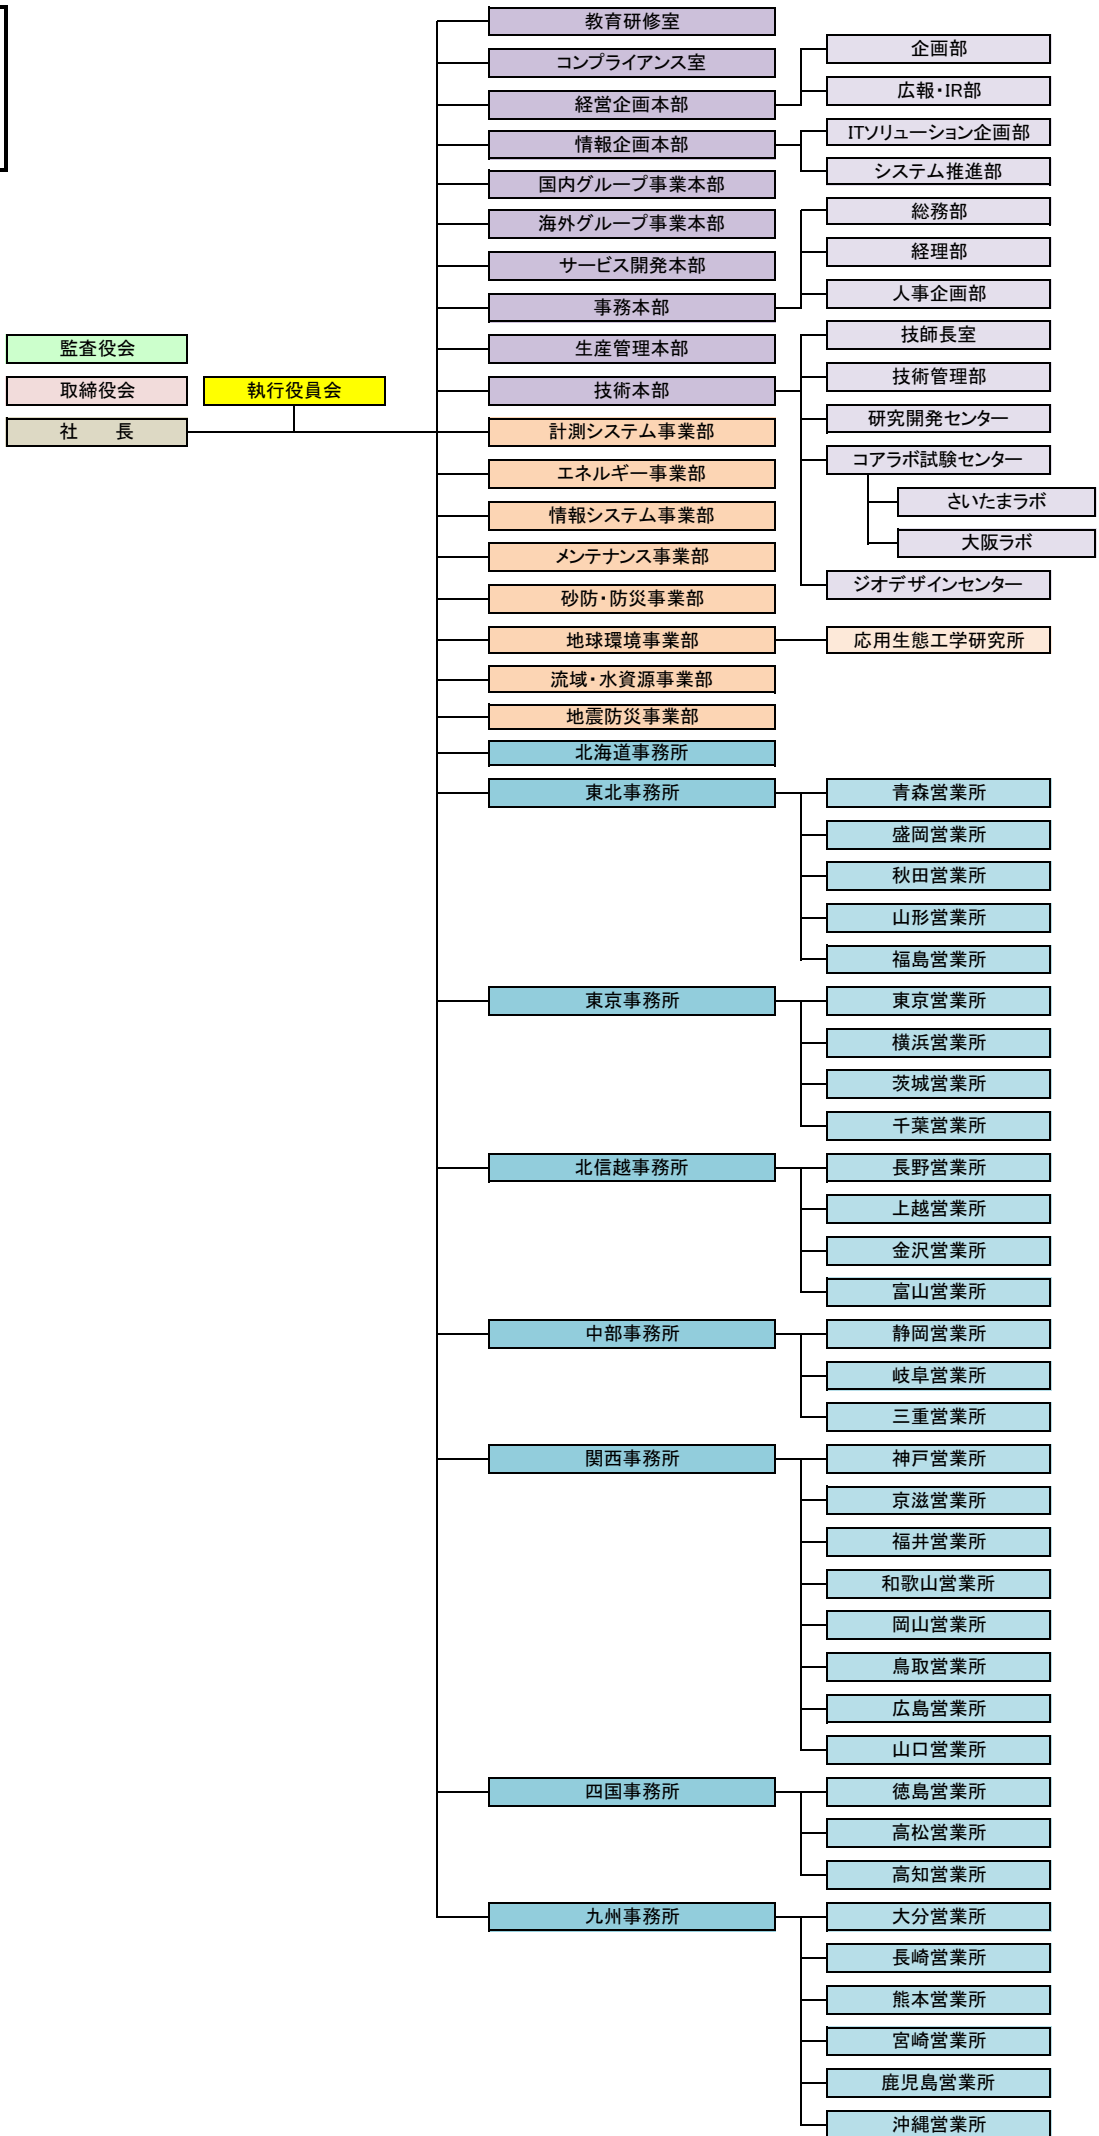 監査役会
取締役会
執行役員会
社　　長
教育研修室
コンプライアンス室
経営企画本部
企画部
広報・IR部
情報企画本部
ITソリューション企画部
システム推進部
国内グループ事業本部
海外グループ事業本部
サービス開発本部
事務本部
総務部
経理部
人事企画部
生産管理本部
技術本部
技師長室
技術管理部
研究開発センター
コアラボ試験センター
さいたまラボ
大阪ラボ
ジオデザインセンター
計測システム事業部
エネルギー事業部
情報システム事業部
メンテナンス事業部
砂防・防災事業部
地球環境事業部
応用生態工学研究所
流域・水資源事業部
地震防災事業部
北海道事務所
東北事務所
青森営業所
盛岡営業所
秋田営業所
山形営業所
福島営業所
東京事務所
東京営業所
横浜営業所
茨城営業所
千葉営業所
北信越事務所
長野営業所
上越営業所
金沢営業所
富山営業所
中部事務所
静岡営業所
岐阜営業所
三重営業所
関西事務所
神戸営業所
京滋営業所
福井営業所
和歌山営業所
岡山営業所
鳥取営業所
広島営業所
山口営業所
四国事務所
徳島営業所
高松営業所
高知営業所
九州事務所
大分営業所
長崎営業所
熊本営業所
宮崎営業所
鹿児島営業所
沖縄営業所